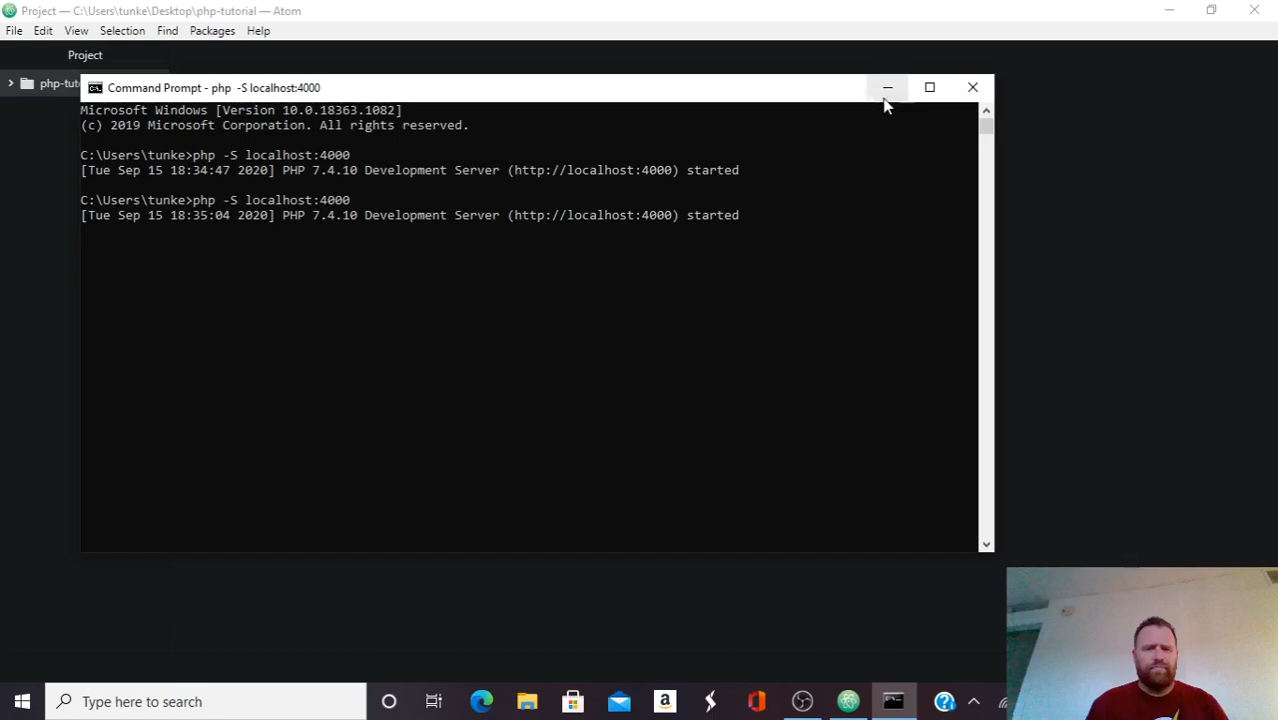 Project — C:\Users\tunke\Desktop\php-tutorial — Atom
File Edit View Selection Find Packages Help
Project
php-tu
Command Prompt - php -S localhost:4000
Microsoft Windows [Version 10.0.18363.1082]
(c) 2019 Microsoft Corporation. All rights reserved.
C:\Users\tunke>php -S localhost:4000
[Tue Sep 15 18:34:47 2020] PHP 7.4.10 Development Server (http://localhost:4000) started
C:\Users\tunke>php -S localhost:4000
[Tue Sep 15 18:35:04 2020] PHP 7.4.10 Development Server (http://localhost:4000) started
Type here to search